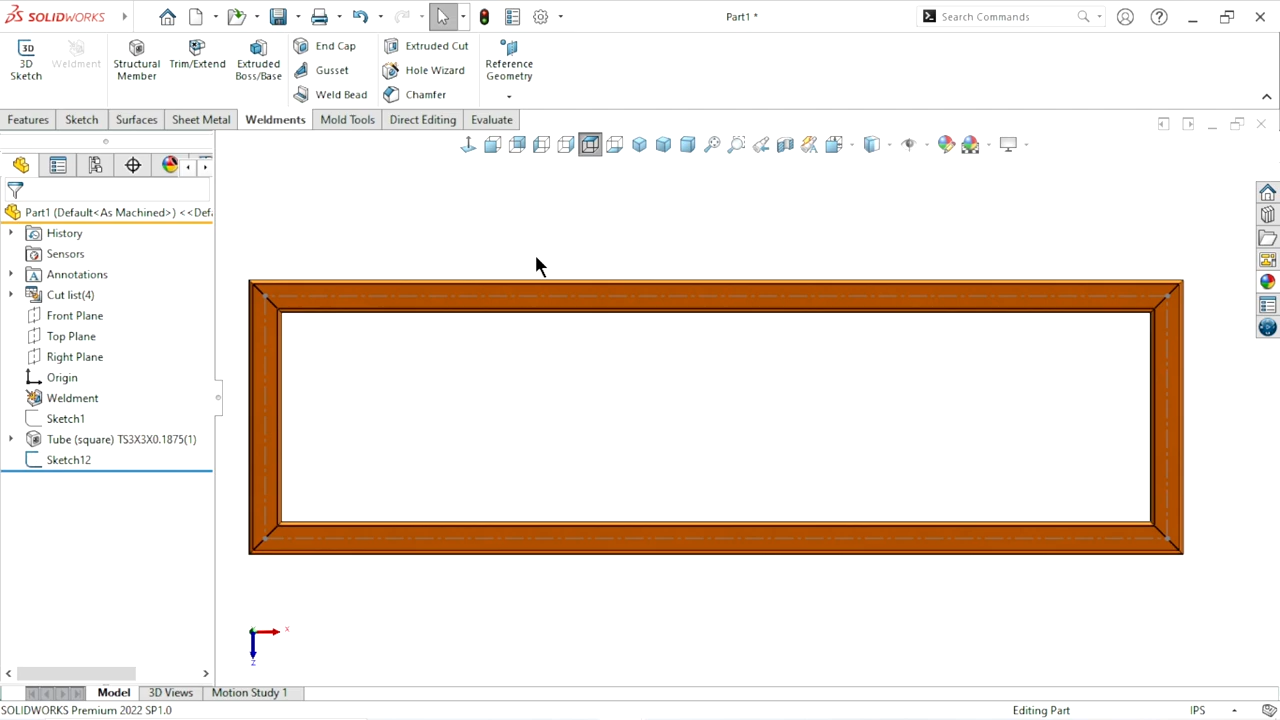 SOLIDWORKS
Part1 *
Search Commands
3D
Sketch
Weldment
Structural
Member
Trim/Extend
Extruded
Boss/Base
End Cap
Gusset
Weld Bead
Extruded Cut
Hole Wizard
Chamfer
Reference
Geometry
Features
Sketch
Surfaces
Sheet Metal
Weldments
Mold Tools
Direct Editing
Evaluate
Part1 (Default<As Machined>) <<Def
History
Sensors
Annotations
Cut list(4)
Front Plane
Top Plane
Right Plane
Origin
Weldment
Sketch1
Tube (square) TS3X3X0.1875(1)
Sketch12
X
Z
Model
3D Views
Motion Study 1
SOLIDWORKS Premium 2022 SP1.0
Editing Part
IPS